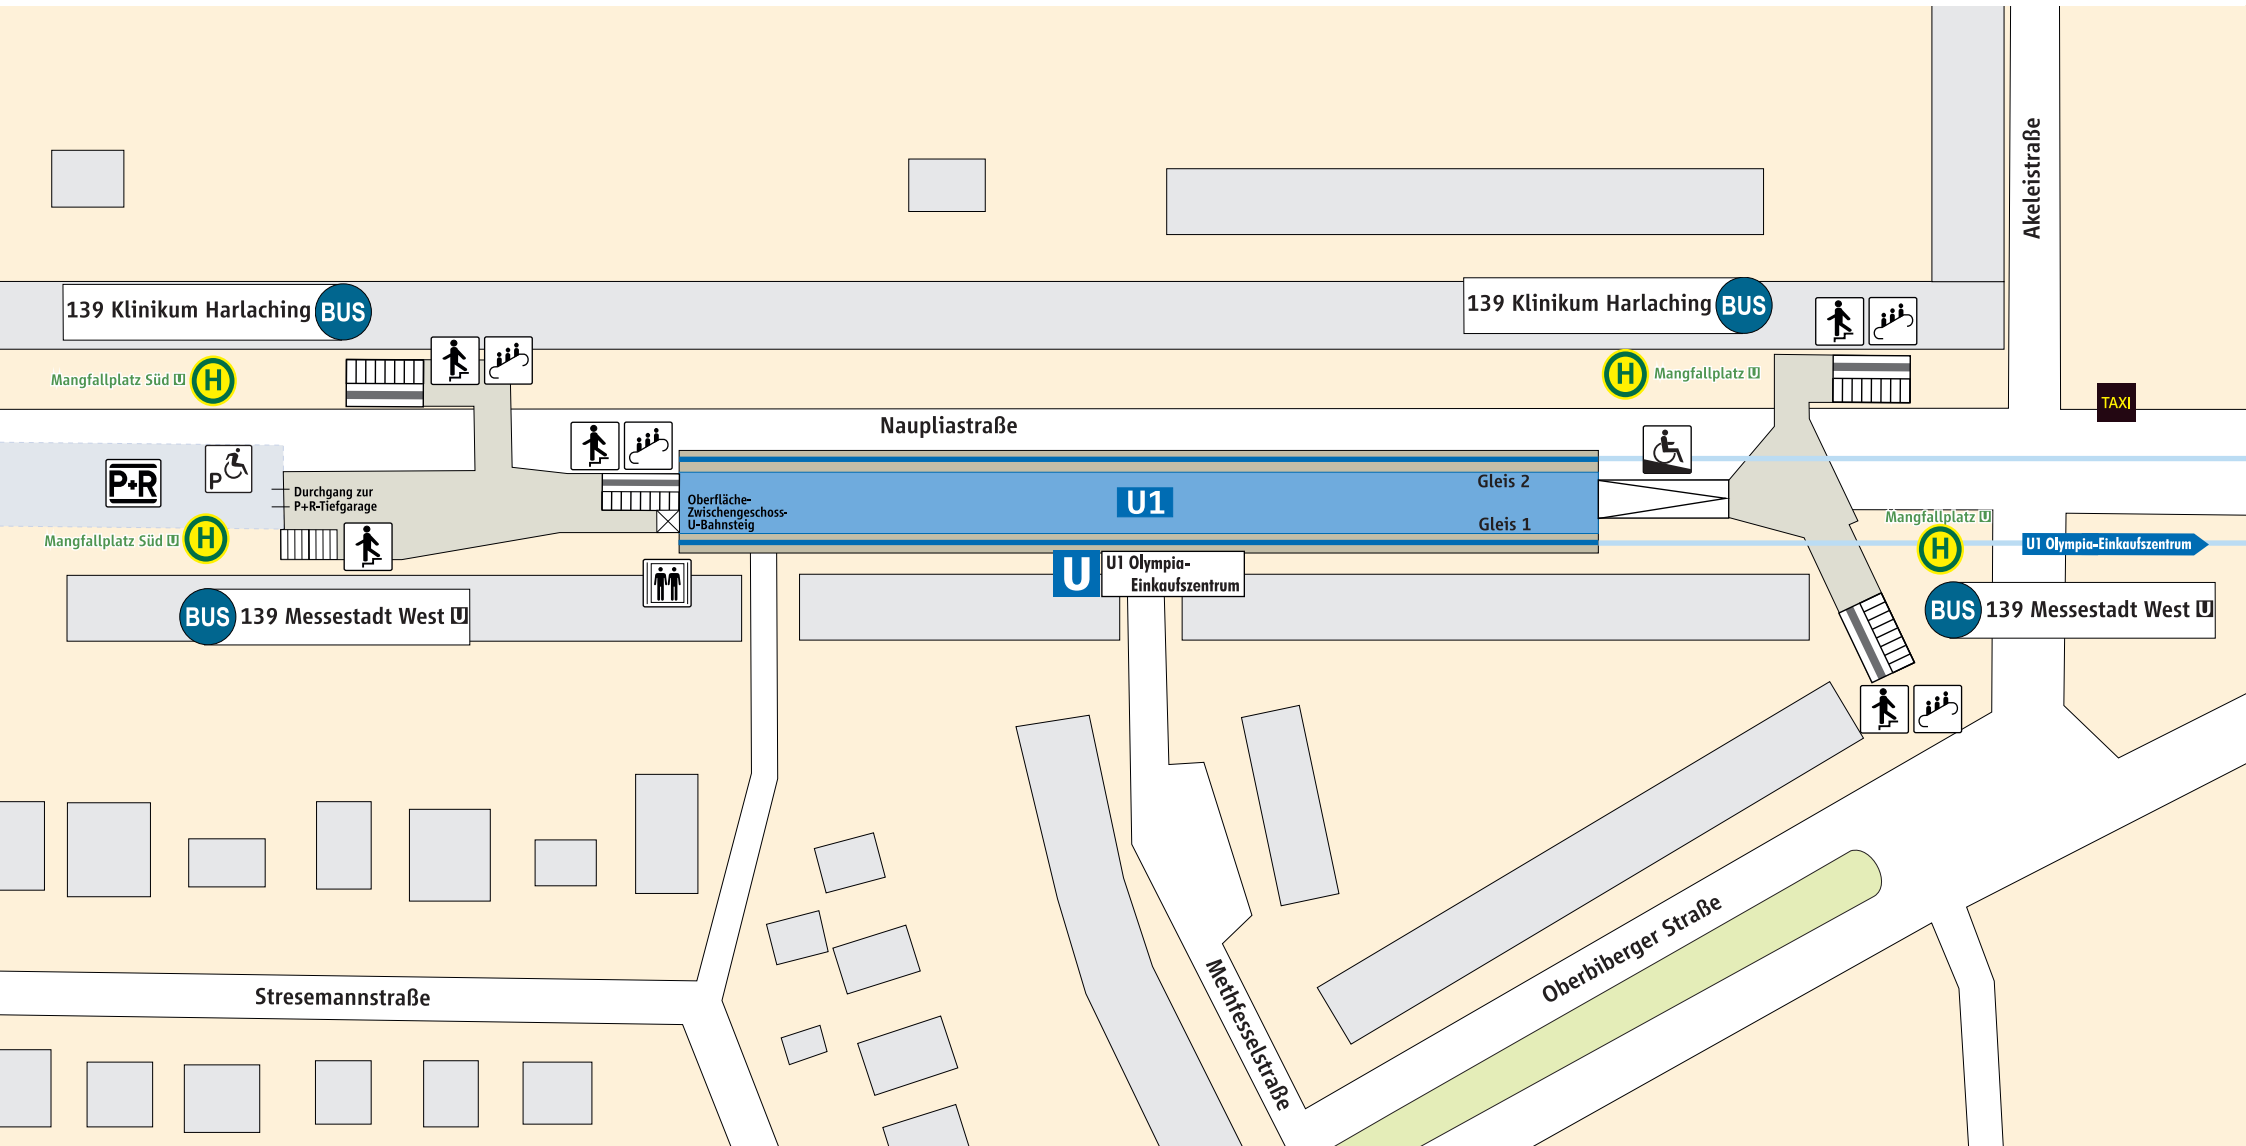 Akeleistraße
139 Klinikum Harlaching BUS
139 Klinikum Harlaching BUS
Mangfallplatz Süd U H
H Mangfallplatz U
TAXI
Naupliastraße
P+R
P
Durchgang zur
P+R-Tiefgarage
Oberfläche-
Zwischengeschoss-
U-Bahnsteig
U1
Gleis 2
Gleis 1
Mangfallplatz Süd U H
Mangfallplatz U
H
U1 Olympia-Einkaufszentrum
U U1 Olympia-
Einkaufszentrum
BUS 139 Messestadt West U
BUS 139 Messestadt West U
Oberbiberger Straße
Stresemannstraße
Methfesselstraße